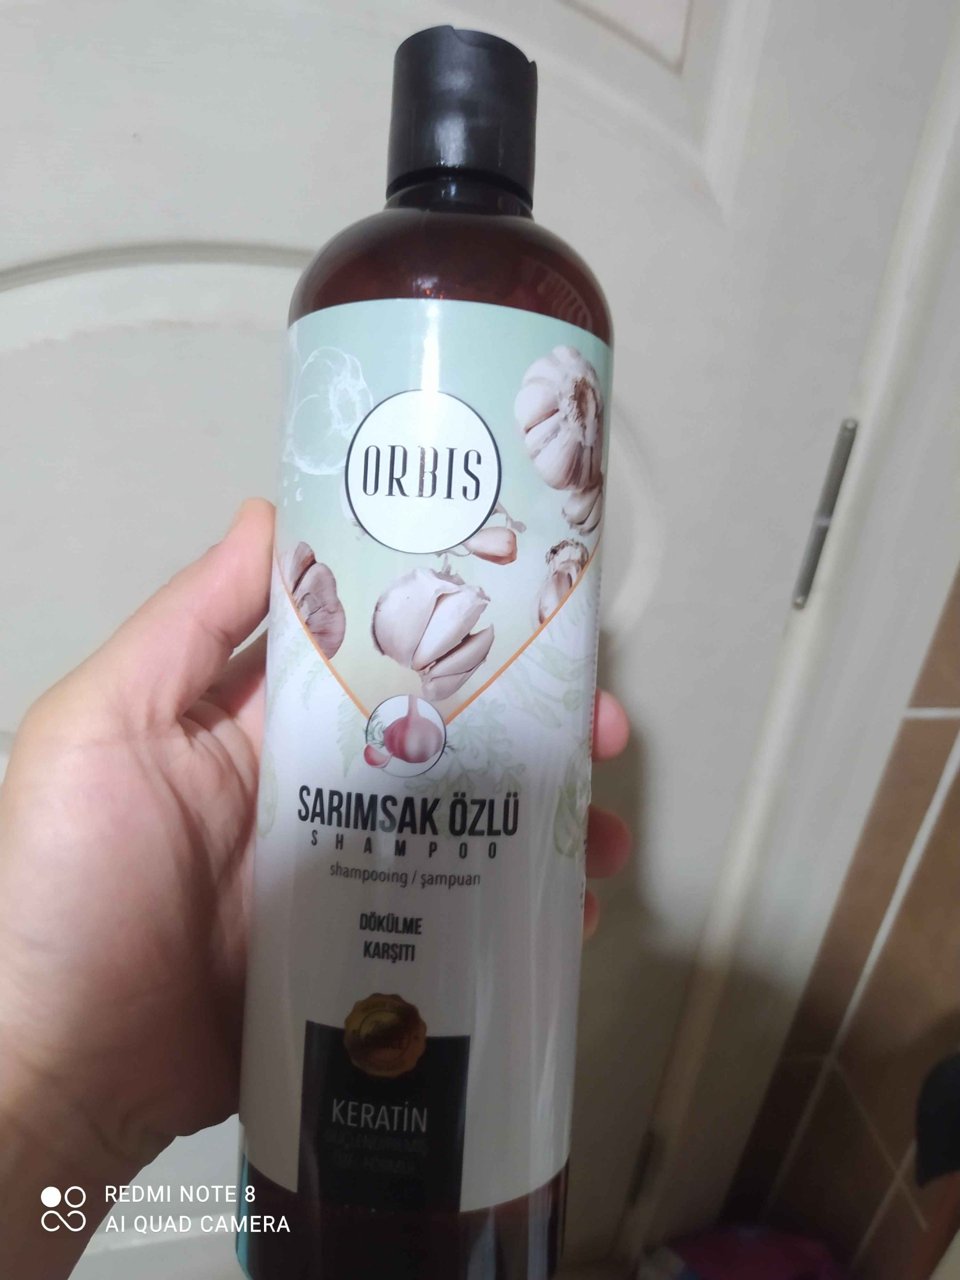 ORBIS
SARIMSAK ÖZLÜ
SHAMPOO
shampooing / şampuan
DÖKÜLME
KARŞITI
KERATİN
REDMI NOTE 8
AI QUAD CAMERA